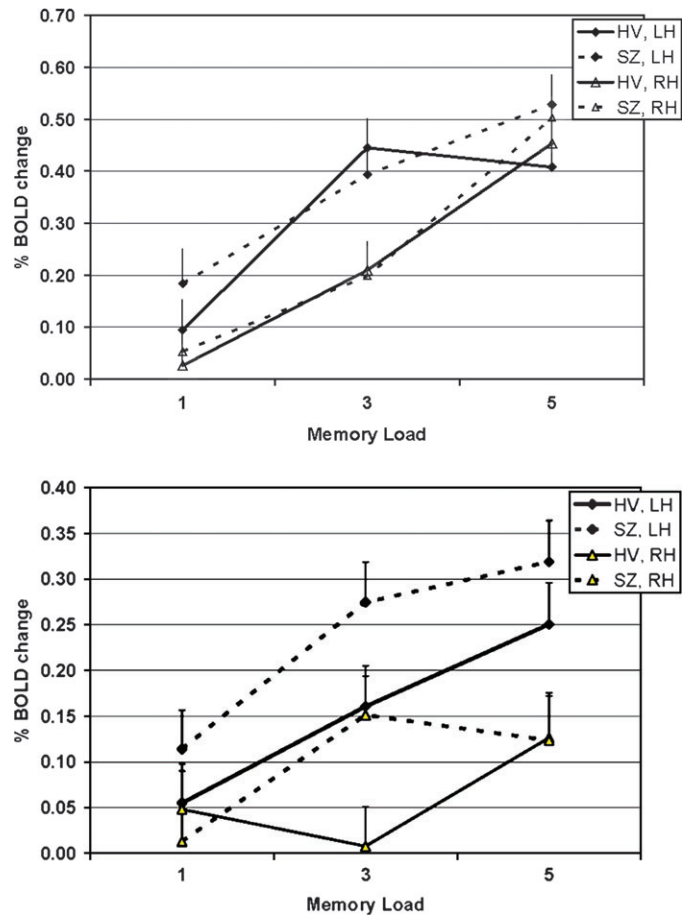 0.70
0.60
0.50
0.40
0.30
0.20
0.10
0.00
% BOLD change
1 3 5
Memory Load
HV, LH
SZ, LH
HV, RH
SZ, RH
0.40
0.35
0.30
0.25
0.20
0.15
0.10
0.05
0.00
% BOLD change
1 3 5
Memory Load
HV, LH
SZ, LH
HV, RH
SZ, RH